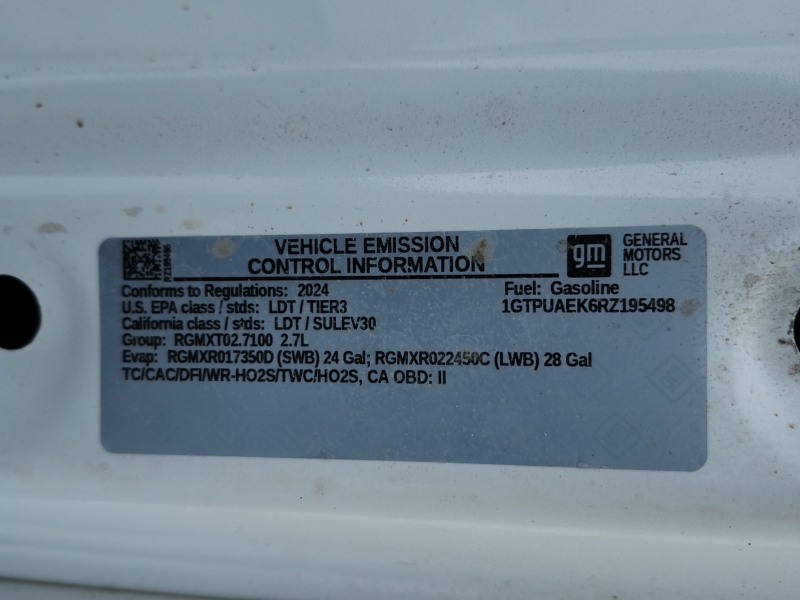 VEHICLE EMISSION
CONTROL INFORMATION
gm
GENERAL
MOTORS
LLC
Conforms to Regulations: 2024
Fuel: Gasoline
U.S. EPA class / stds: LDT / TIER3
1GTPUAEK6RZ195498
California class / stds: LDT / SULEV30
Group: RGMXT02.7100 2.7L
Evap: RGMXR017350D (SWB) 24 Gal; RGMXR022450C (LWB) 28 Gal
TC/CAC/DFI/WR-HO2S/TWC/HO2S, CA OBD: II